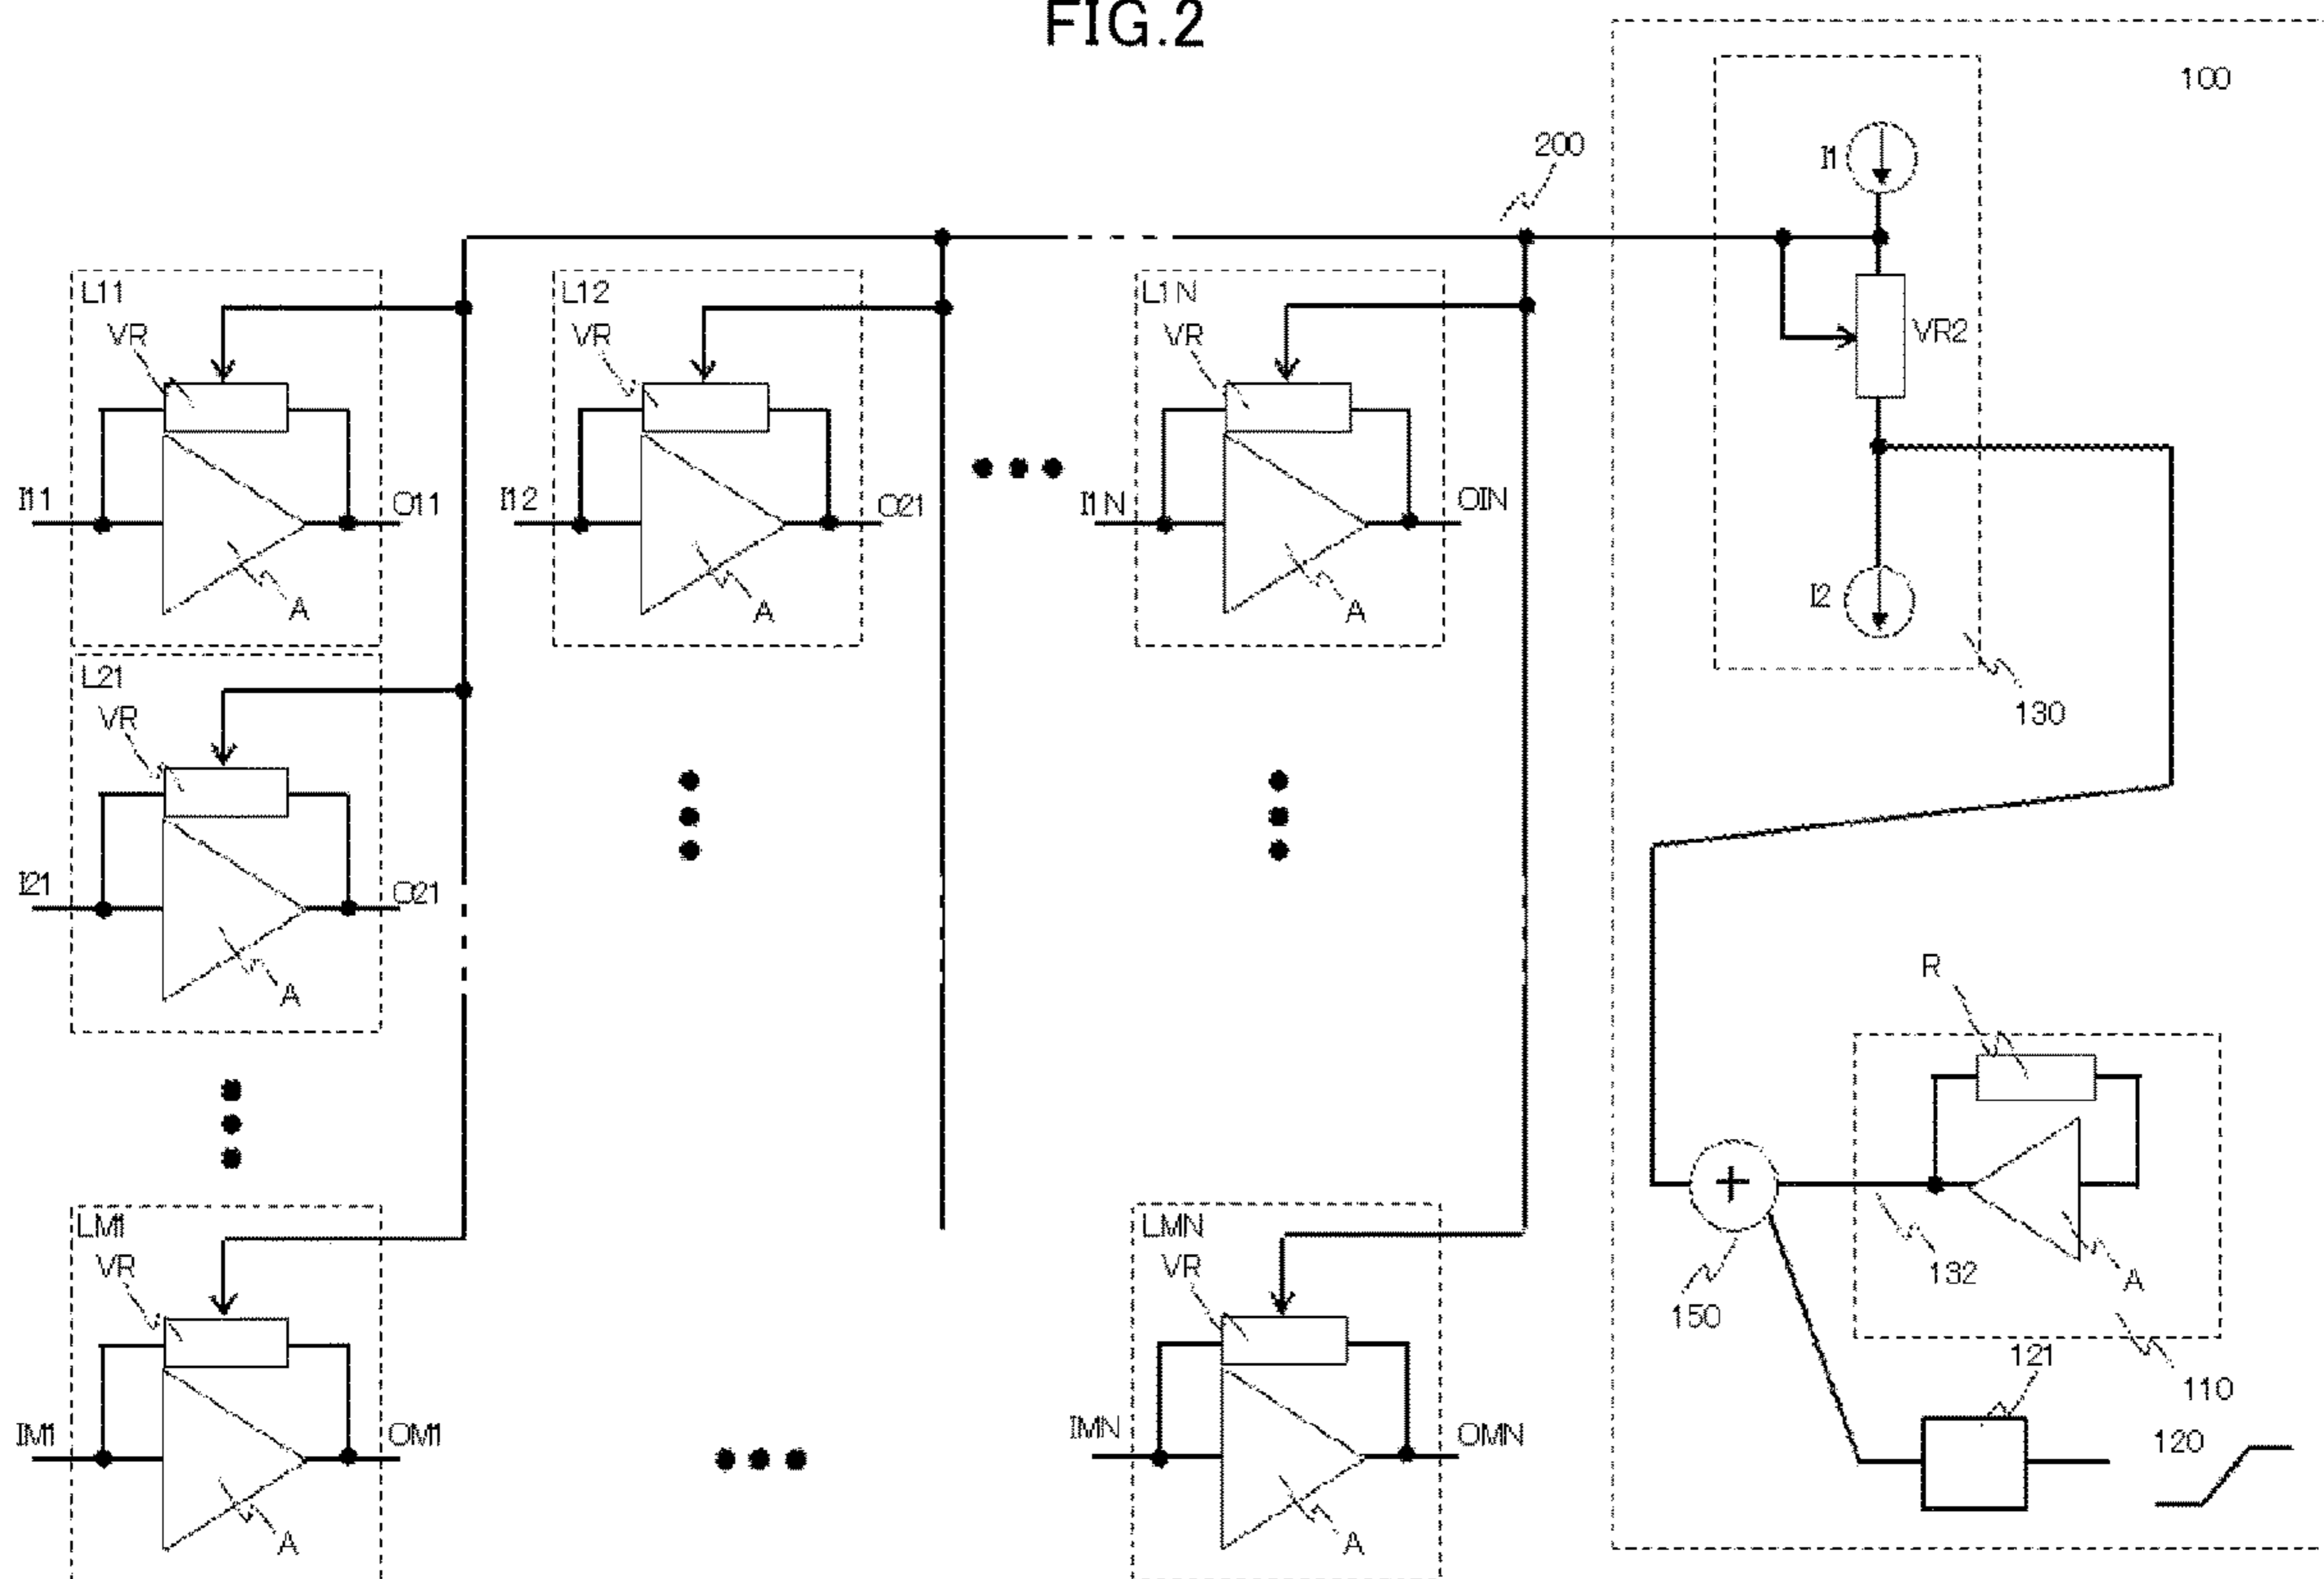 FIG.2
100
200
I1
VR2
I2
130
L11
VR
I11
O11
A
L12
VR
I12
O21
A
L1N
VR
I1N
OIN
A
L21
VR
I21
O21
A
LM1
VR
IM1
OM1
A
LMN
VR
IMN
OMN
A
R
132
A
150
110
121
120